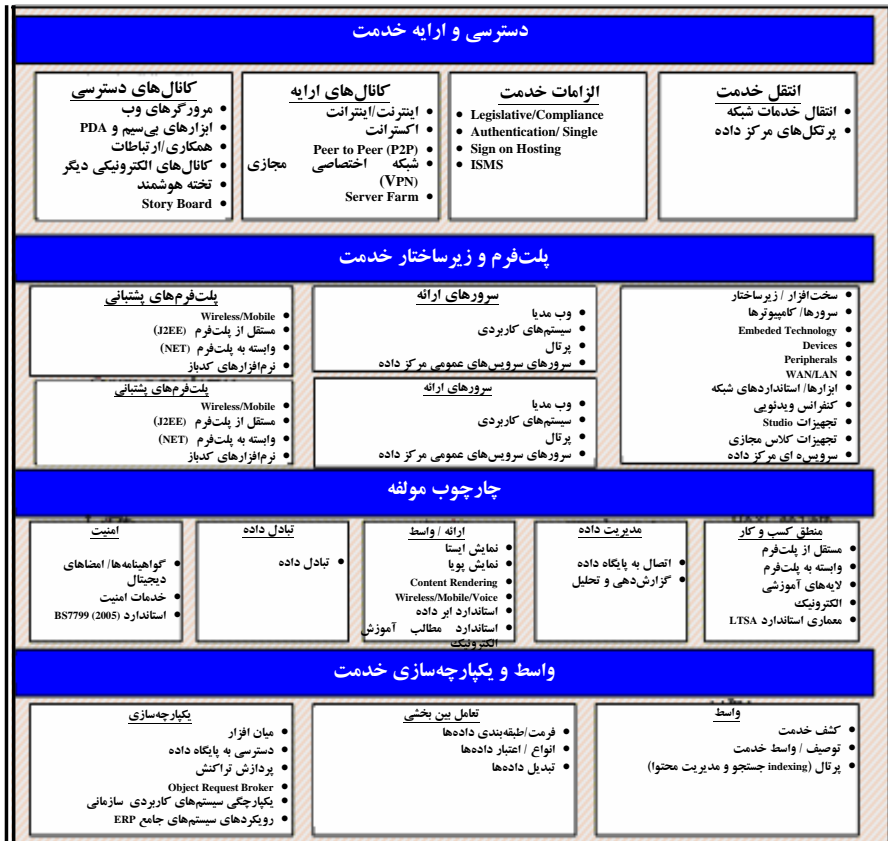 دسترسی و ارایه خدمت
انتقل خدمت
• انتقال خدمات شبکه
• پرتکل‌های مرکز داده
الزامات خدمت
• Legislative/Compliance
• Authentication/ Single
• Sign on Hosting
• ISMS
کانال‌های ارایه
• اینترنت/اینترانت
• اکسترانت
• Peer to Peer (P2P)
• شبکه اختصاصی مجازی
(VPN)
• Server Farm
کانال‌های دسترسی
• مرورگرهای وب
• ابزارهای بی‌سیم و PDA
• همکاری/ارتباطات
• کانال‌های الکترونیکی دیگر
• تخته هوشمند
• Story Board
پلت‌فرم و زیرساختار خدمت
• سخت‌افزار / زیرساختار
• سرورها/ کامپیوترها
• Embeded Technology
• Devices
• Peripherals
• WAN/LAN
• ابزارها/ استانداردهای شبکه
• کنفرانس ویدئویی
• تجهیزات Studio
• تجهیزات کلاس مجازی
• سرویس‌ه ای مرکز داده
سرورهای ارائه
• وب مدیا
• سیستم‌های کاربردی
• پرتال
• سرورهای سرویس‌های عمومی مرکز داده
سرورهای ارائه
• وب مدیا
• سیستم‌های کاربردی
• پرتال
• سرورهای سرویس‌های عمومی مرکز داده
پلت‌فرم‌های پشتبانی
• Wireless/Mobile
• مستقل از پلت‌فرم (J2EE)
• وابسته به پلت‌فرم (NET)
• نرم‌افزارهای کدباز
پلت‌فرم‌های پشتبانی
• Wireless/Mobile
• مستقل از پلت‌فرم (J2EE)
• وابسته به پلت‌فرم (NET)
• نرم‌افزارهای کدباز
چارچوب مولفه
منطق کسب و کار
• مستقل از پلت‌فرم
• وابسته به پلت‌فرم
• لایه‌های آموزشی
• الکترونیک
• معماری استاندارد LTSA
مدیریت داده
• اتصال به پایگاه داده
• گزارش‌دهی و تحلیل
ارائه / واسط
• نمایش ایستا
• نمایش پویا
• Content Rendering
• Wireless/Mobile/Voice
• استاندارد ابر داده
• استاندارد مطالب آموزش
الکترونیک
تبادل داده
• تبادل داده
امنیت
• گواهینامه‌ها/ امضاهای
دیجیتال
• خدمات امنیت
• استاندارد BS7799 (2005)
واسط و یکپارچه‌سازی خدمت
واسط
• کشف خدمت
• توصیف / واسط خدمت
• پرتال (indexing جستجو و مدیریت محتوا)
تعامل بین بخشی
• فرمت/طبقه‌بندی داده‌ها
• انواع / اعتبار داده‌ها
• تبدیل داده‌ها
یکپارچه‌سازی
• میان افزار
• دسترسی به پایگاه داده
• پردازش تراکنش
• Object Request Broker
• یکپارچگی سیستم‌های کاربردی سازمانی
• رویکردهای سیستم‌های جامع ERP